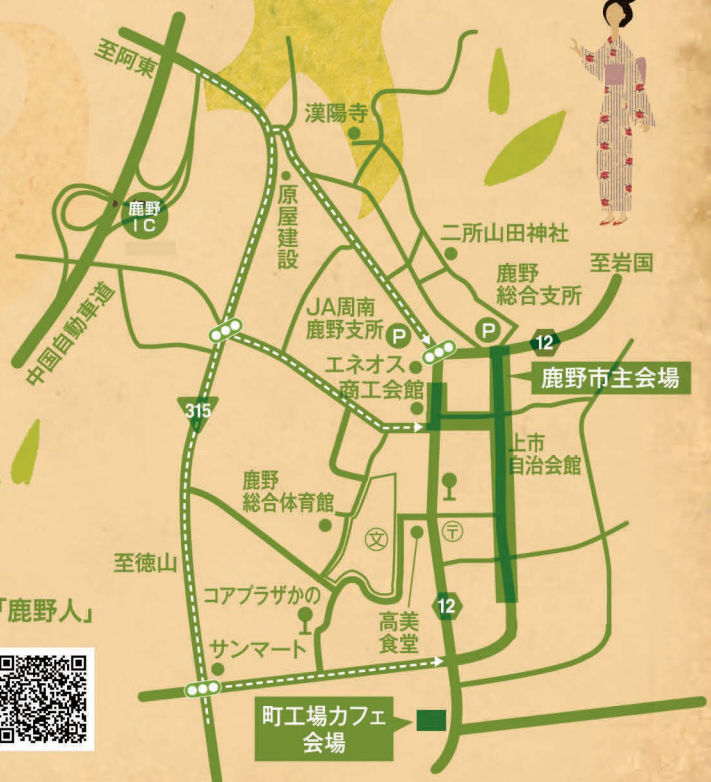 至阿東
漢陽寺
鹿野
IC
原屋建設
二所山田神社
至岩国
鹿野
総合支所
中国自動車道
JA周南
鹿野支所
P
P
12
エネオス
商工会館
鹿野市主会場
315
上市
自治会館
鹿野
総合体育館
文
〒
至徳山
コアプラザかの
12
「鹿野人」
高美
食堂
サンマート
町工場カフェ
会場